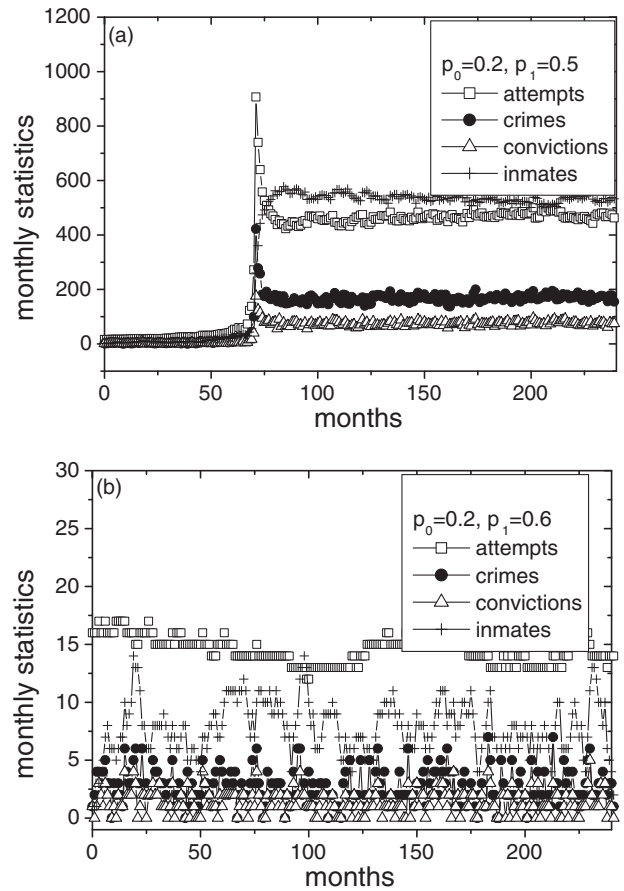 (a)
p0=0.2, p1=0.5
attempts
crimes
convictions
inmates
monthly statistics
1200
1000
800
600
400
200
0
0 50 100 150 200
months
(b)
p0=0.2, p1=0.6
attempts
crimes
convictions
inmates
monthly statistics
30
25
20
15
10
5
0
0 50 100 150 200
months